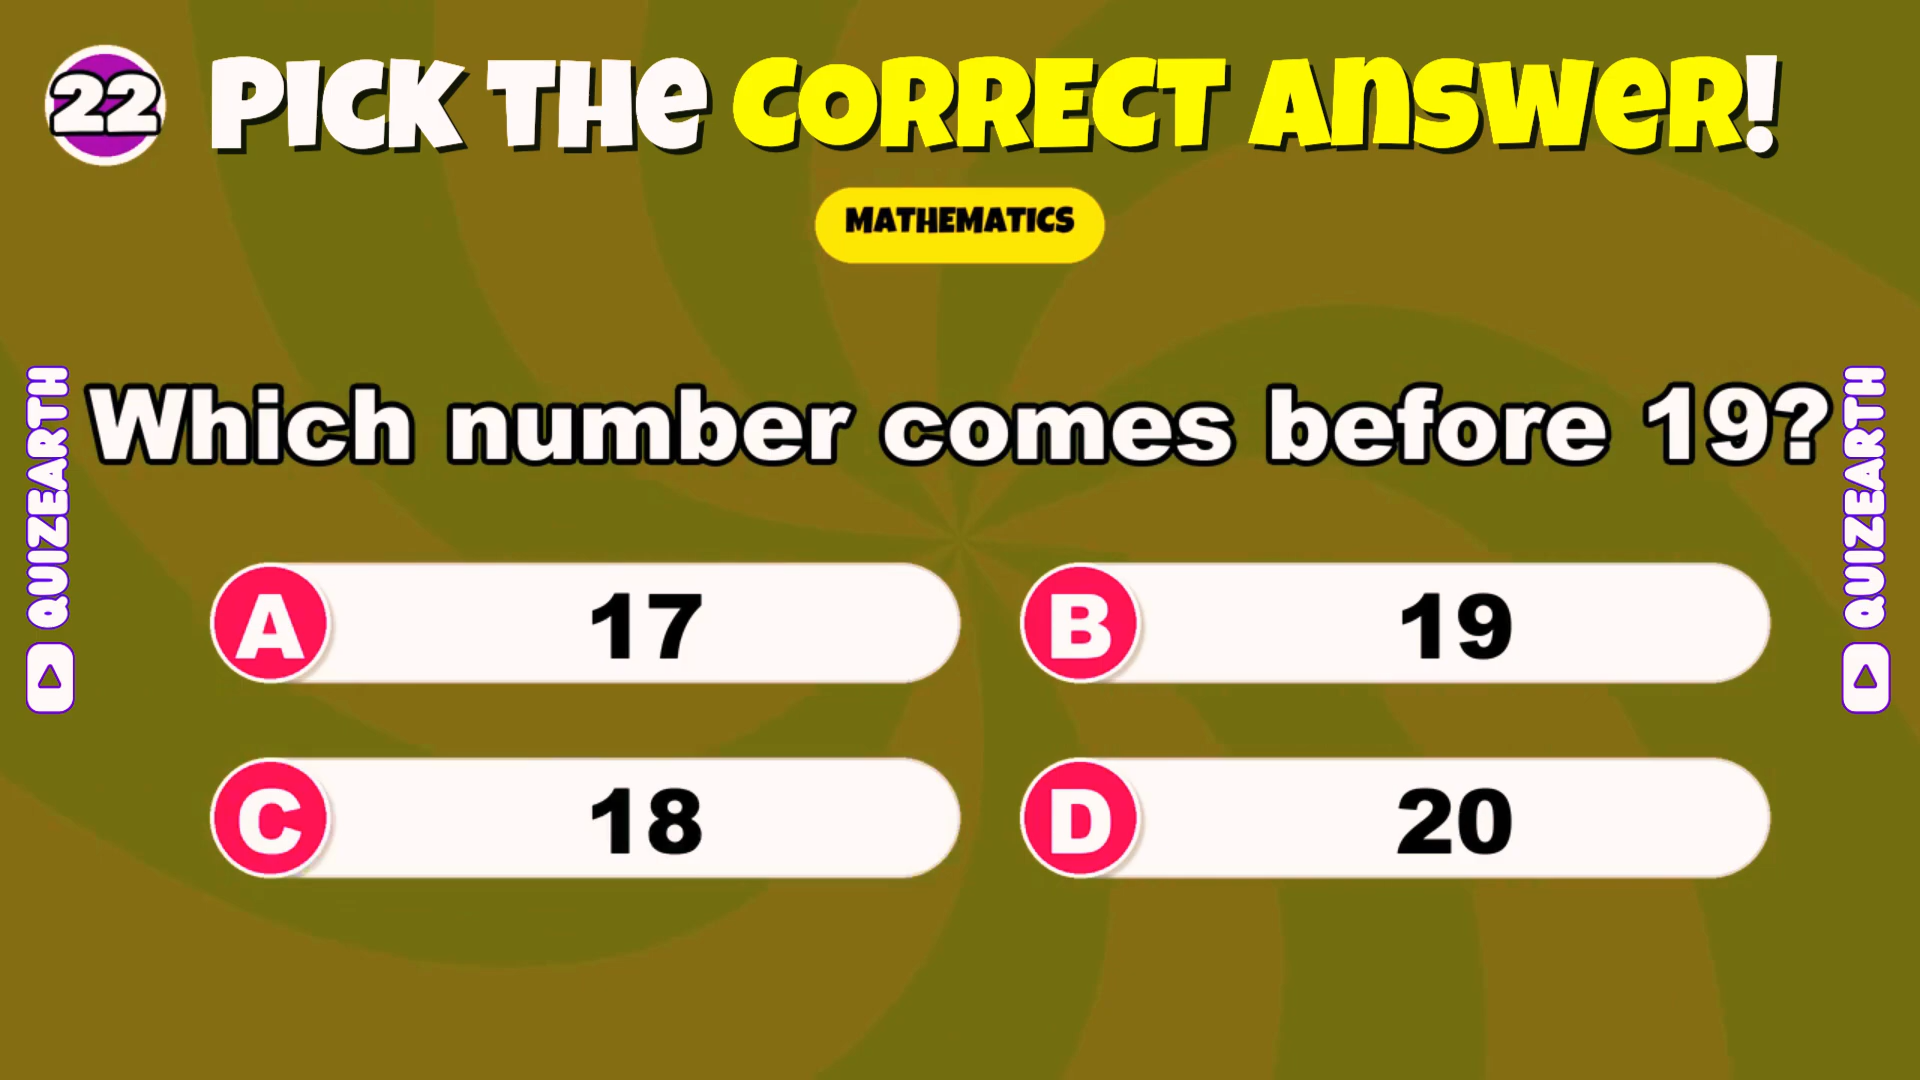 22
PICK THE CORRECT ANSWER!
MATHEMATICS
Which number comes before 19?
A 17
B 19
C 18
D 20
QUIZEARTH
QUIZEARTH